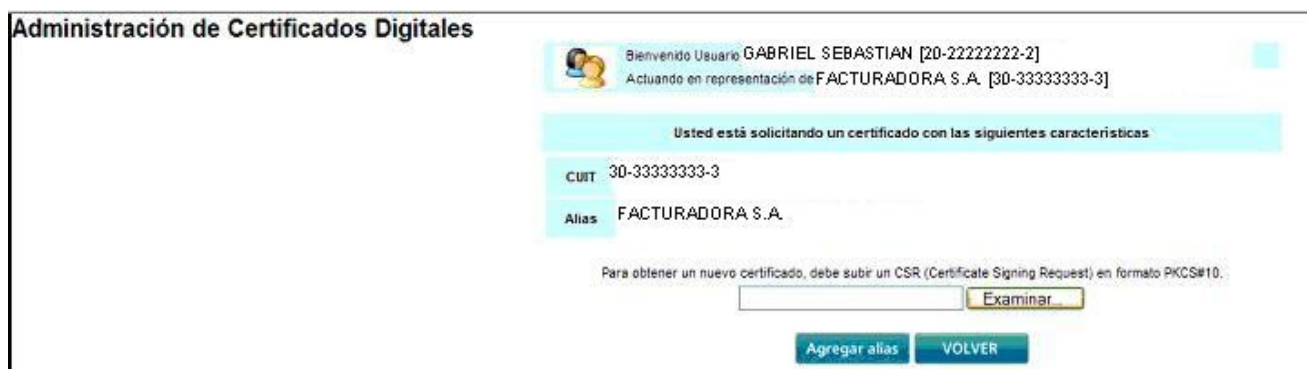 Administración de Certificados Digitales
Bienvenido Usuario GABRIEL SEBASTIAN [20-22222222-2]
Actuando en representación de FACTURADORA S.A. [30-33333333-3]
Usted está solicitando un certificado con las siguientes características
CUIT 30-33333333-3
Alias FACTURADORA S.A.
Para obtener un nuevo certificado, debe subir un CSR (Certificate Signing Request) en formato PKCS#10.
Examinar...
Agregar alias VOLVER